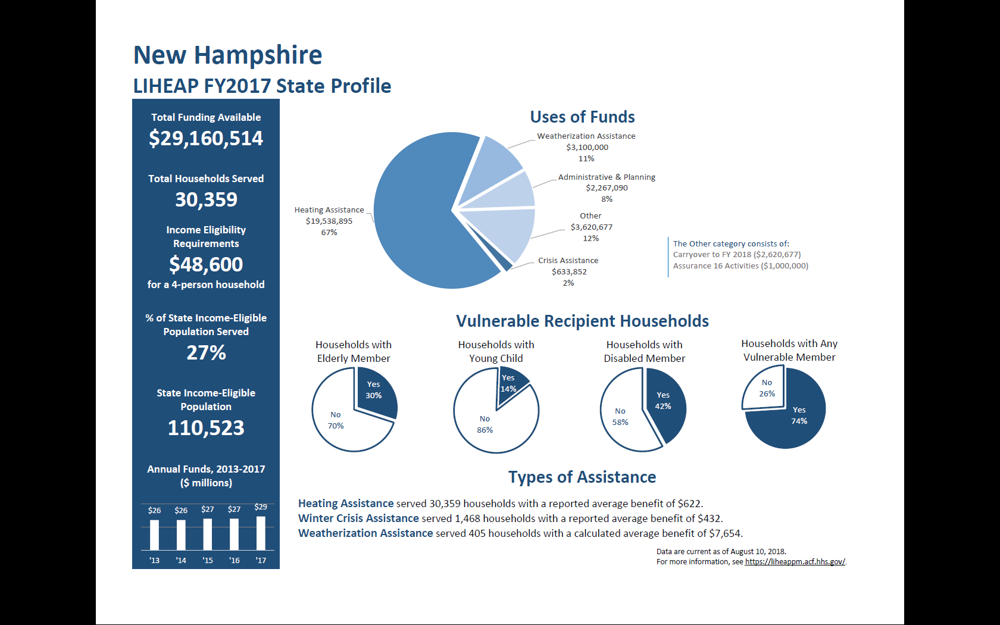 New Hampshire
LIHEAP FY2017 State Profile
Total Funding Available
$29,160,514
Total Households Served
30,359
Income Eligibility
Requirements
$48,600
for a 4-person household
% of State Income-Eligible
Population Served
27%
State Income-Eligible
Population
110,523
Annual Funds, 2013-2017
($ millions)
$26 $26 $27 $27 $29
'13 '14 '15 '16 '17
Uses of Funds
Weatherization Assistance
$3,100,000
11%
Administrative & Planning
$2,267,090
8%
Other
$3,620,677
12%
Crisis Assistance
$633,852
2%
Heating Assistance
$19,538,895
67%
The Other category consists of:
Carryover to FY 2018 ($2,620,677)
Assurance 16 Activities ($1,000,000)
Vulnerable Recipient Households
Households with
Elderly Member
Yes
30%
No
70%
Households with
Young Child
Yes
14%
No
86%
Households with
Disabled Member
Yes
42%
No
58%
Households with Any
Vulnerable Member
No
26%
Yes
74%
Types of Assistance
Heating Assistance served 30,359 households with a reported average benefit of $622.
Winter Crisis Assistance served 1,468 households with a reported average benefit of $432.
Weatherization Assistance served 405 households with a calculated average benefit of $7,654.
Data are current as of August 10, 2018.
For more information, see https://liheappm.acf.hhs.gov/.